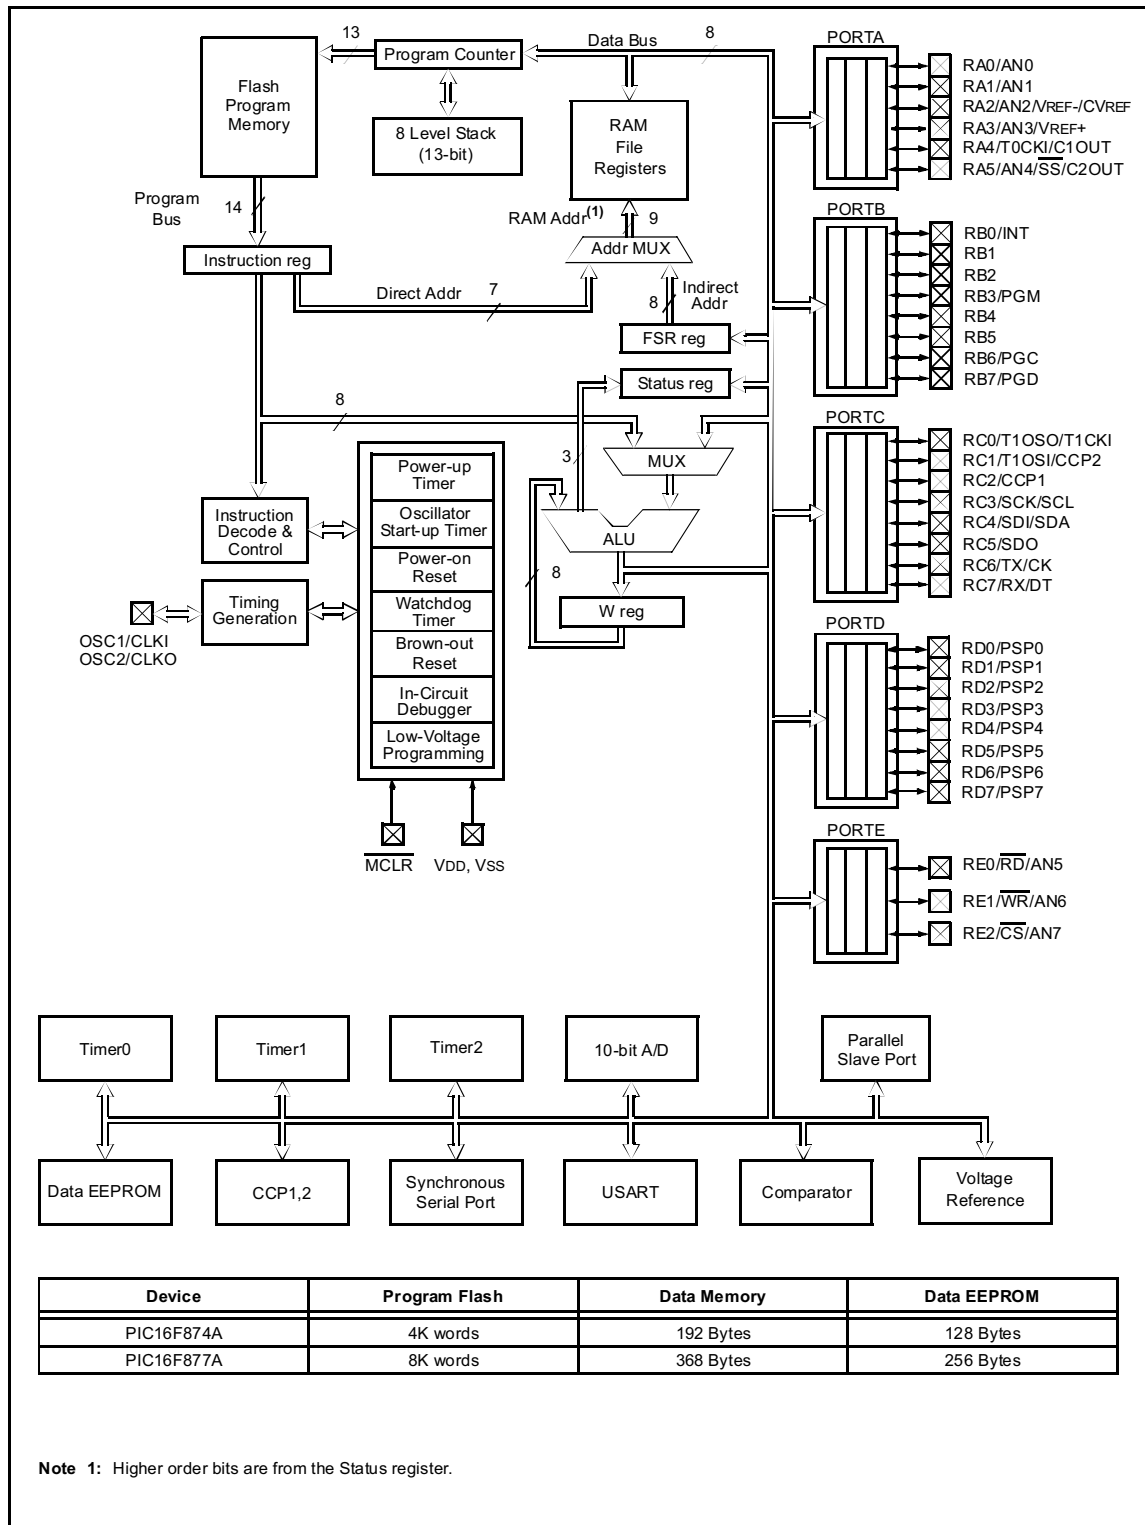 13
Program Counter
Data Bus
8
PORTA
Flash
Program
Memory
8 Level Stack
(13-bit)
RAM
File
Registers
RA0/AN0
RA1/AN1
RA2/AN2/VREF-/CVREF
RA3/AN3/VREF+
RA4/T0CKI/C1OUT
RA5/AN4/SS/C2OUT
Program
Bus
14
RAM Addr(1)
9
PORTB
Addr MUX
Instruction reg
Direct Addr
7
8
Indirect
Addr
FSR reg
RB0/INT
RB1
RB2
RB3/PGM
RB4
RB5
RB6/PGC
RB7/PGD
Status reg
8
3
MUX
PORTC
RC0/T1OSO/T1CKI
RC1/T1OSI/CCP2
RC2/CCP1
RC3/SCK/SCL
RC4/SDI/SDA
RC5/SDO
RC6/TX/CK
RC7/RX/DT
Power-up
Timer
Oscillator
Start-up Timer
Power-on
Reset
Watchdog
Timer
Brown-out
Reset
In-Circuit
Debugger
Low-Voltage
Programming
Instruction
Decode &
Control
Timing
Generation
OSC1/CLKI
OSC2/CLKO
ALU
8
W reg
MCLR
VDD, VSS
PORTD
RD0/PSP0
RD1/PSP1
RD2/PSP2
RD3/PSP3
RD4/PSP4
RD5/PSP5
RD6/PSP6
RD7/PSP7
PORTE
RE0/RD/AN5
RE1/WR/AN6
RE2/CS/AN7
Timer0
Timer1
Timer2
10-bit A/D
Parallel
Slave Port
Data EEPROM
CCP1,2
Synchronous
Serial Port
USART
Comparator
Voltage
Reference
Device Program Flash Data Memory Data EEPROM
PIC16F874A 4K words 192 Bytes 128 Bytes
PIC16F877A 8K words 368 Bytes 256 Bytes
Note 1: Higher order bits are from the Status register.